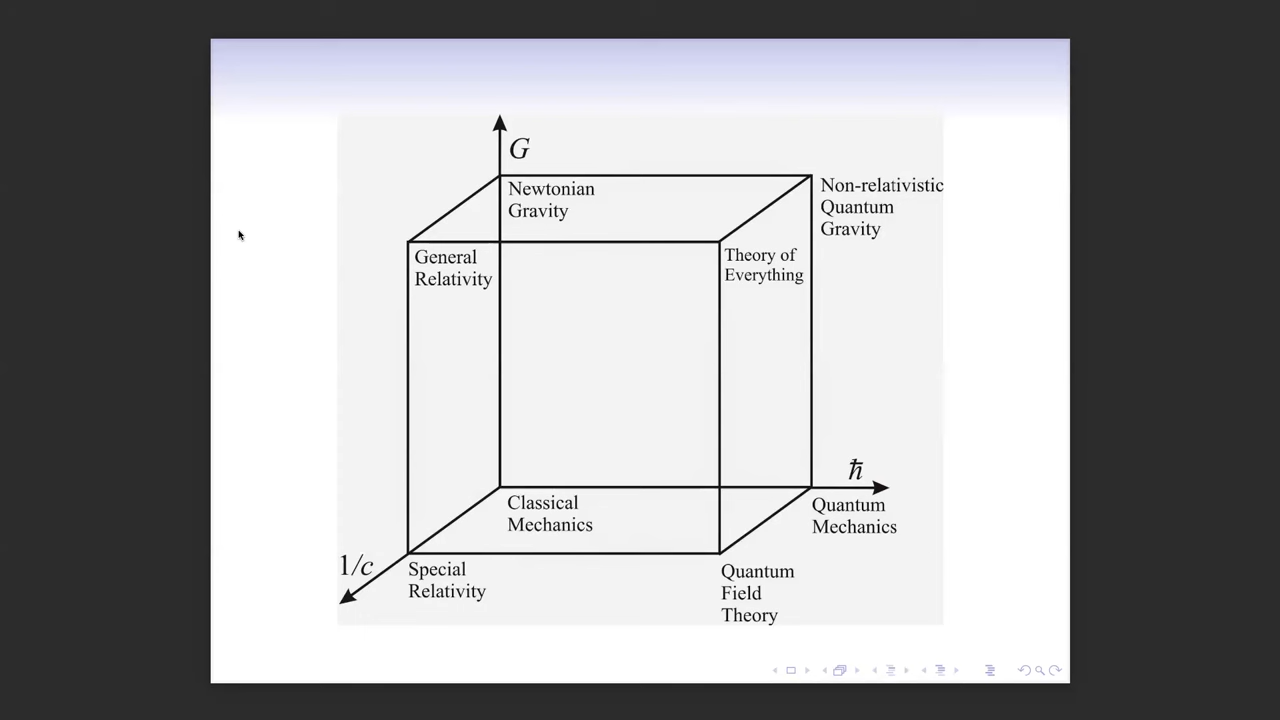 G
Newtonian
Gravity
Non-relativistic
Quantum
Gravity
General
Relativity
Theory of
Everything
ħ
Classical
Mechanics
Quantum
Mechanics
1/c
Special
Relativity
Quantum
Field
Theory